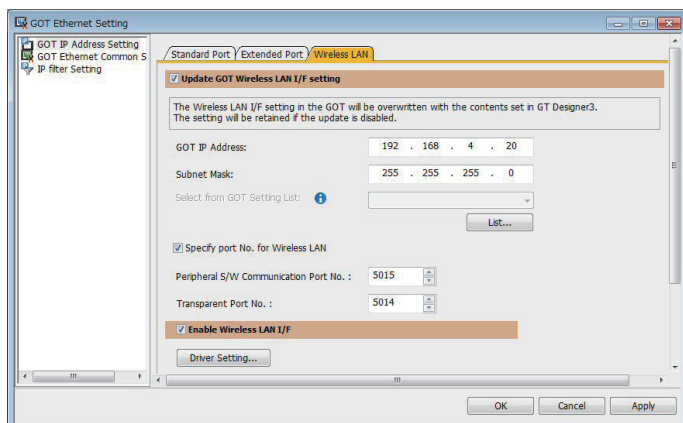 GOT Ethernet Setting
GOT IP Address Setting
GOT Ethernet Common S
IP filter Setting
Standard Port Extended Port Wireless LAN
Update GOT Wireless LAN I/F setting
The Wireless LAN I/F setting in the GOT will be overwritten with the contents set in GT Designer3.
The setting will be retained if the update is disabled.
GOT IP Address: 192 . 168 . 4 . 20
Subnet Mask: 255 . 255 . 255 . 0
Select from GOT Setting List:
List...
Specify port No. for Wireless LAN
Peripheral S/W Communication Port No. : 5015
Transparent Port No. : 5014
Enable Wireless LAN I/F
Driver Setting...
OK Cancel Apply